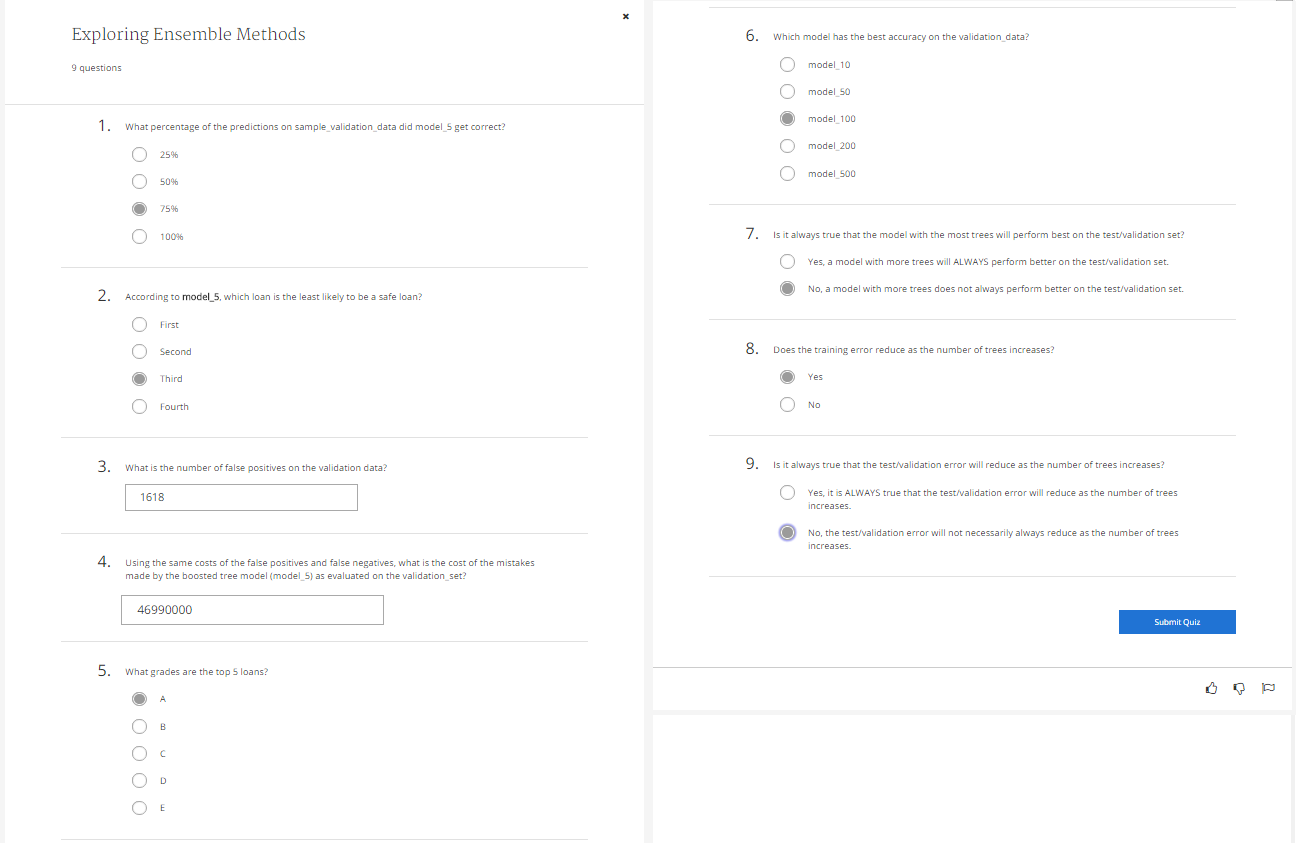 Exploring Ensemble Methods
9 questions
1. What percentage of the predictions on sample_validation_data did model_5 get correct?
25%
50%
75%
100%
2. According to model_5, which loan is the least likely to be a safe loan?
First
Second
Third
Fourth
3. What is the number of false positives on the validation data?
1618
4. Using the same costs of the false positives and false negatives, what is the cost of the mistakes
made by the boosted tree model (model_5) as evaluated on the validation_set?
46990000
5. What grades are the top 5 loans?
A
B
C
D
E
6. Which model has the best accuracy on the validation_data?
model_10
model_50
model_100
model_200
model_500
7. Is it always true that the model with the most trees will perform best on the test/validation set?
Yes, a model with more trees will ALWAYS perform better on the test/validation set.
No, a model with more trees does not always perform better on the test/validation set.
8. Does the training error reduce as the number of trees increases?
Yes
No
9. Is it always true that the test/validation error will reduce as the number of trees increases?
Yes, it is ALWAYS true that the test/validation error will reduce as the number of trees
increases.
No, the test/validation error will not necessarily always reduce as the number of trees
increases.
Submit Quiz